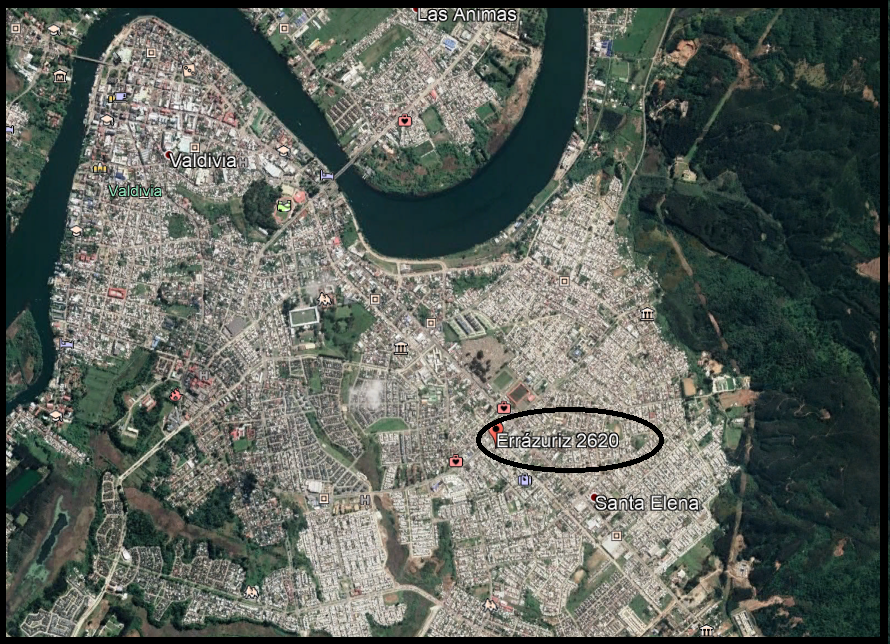 Las Animas
Valdivia
Valdivia
Errázuriz 2620
Santa Elena